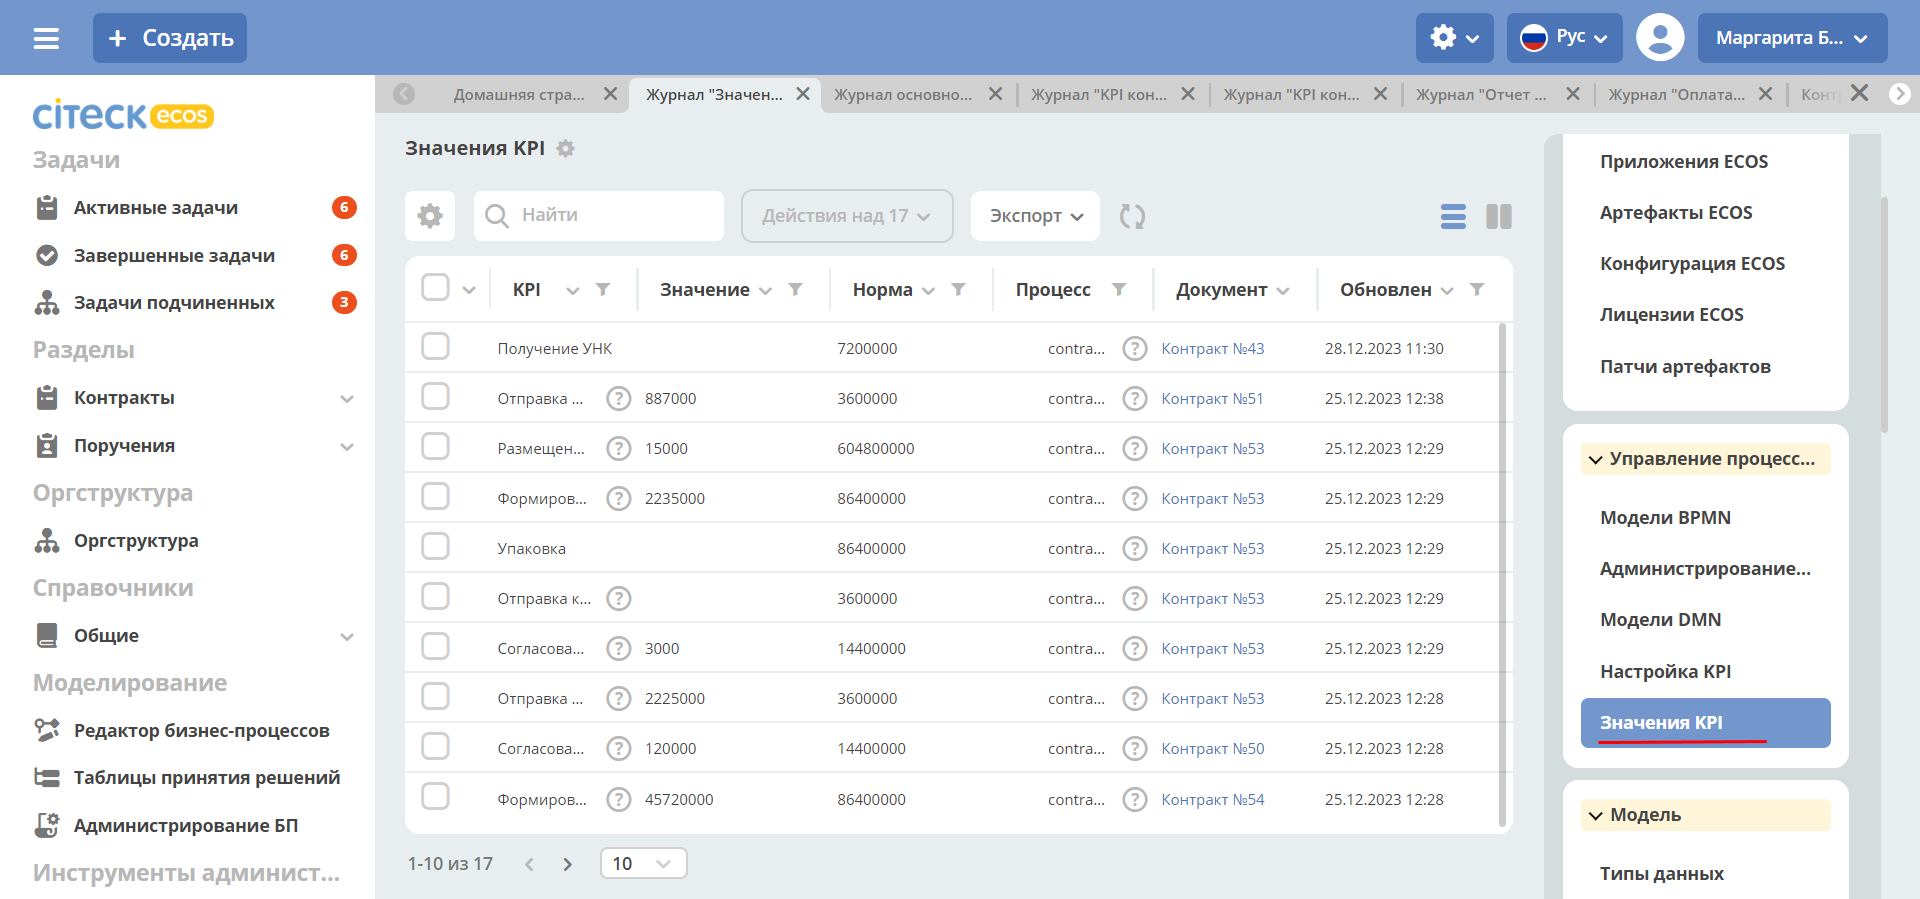 Создать
Рус
Маргарита Б...
citeck ecos
Задачи
Активные задачи 6
Завершенные задачи 6
Задачи подчиненных 3
Разделы
Контракты
Поручения
Оргструктура
Оргструктура
Справочники
Общие
Моделирование
Редактор бизнес-процессов
Таблицы принятия решений
Администрирование БП
Инструменты админист...
Домашняя стра...
Журнал "Значен...
Журнал основно...
Журнал "KPI кон...
Журнал "KPI кон...
Журнал "Отчет ...
Журнал "Оплата...
Контр
Значения KPI
Найти
Действия над 17
Экспорт
KPI Значение Норма Процесс Документ Обновлен
Получение УНК 7200000 contra... ? Контракт №43 28.12.2023 11:30
Отправка ... ? 887000 3600000 contra... ? Контракт №51 25.12.2023 12:38
Размещен... ? 15000 604800000 contra... ? Контракт №53 25.12.2023 12:29
Формиров... ? 2235000 86400000 contra... ? Контракт №53 25.12.2023 12:29
Упаковка 86400000 contra... ? Контракт №53 25.12.2023 12:29
Отправка к... ? 3600000 contra... ? Контракт №53 25.12.2023 12:29
Согласова... ? 3000 14400000 contra... ? Контракт №53 25.12.2023 12:29
Отправка ... ? 2225000 3600000 contra... ? Контракт №53 25.12.2023 12:28
Согласова... ? 120000 14400000 contra... ? Контракт №50 25.12.2023 12:28
Формиров... ? 45720000 86400000 contra... ? Контракт №54 25.12.2023 12:28
1-10 из 17
10
Приложения ECOS
Артефакты ECOS
Конфигурация ECOS
Лицензии ECOS
Патчи артефактов
Управление процесс...
Модели BPMN
Администрирование...
Модели DMN
Настройка KPI
Значения KPI
Модель
Типы данных